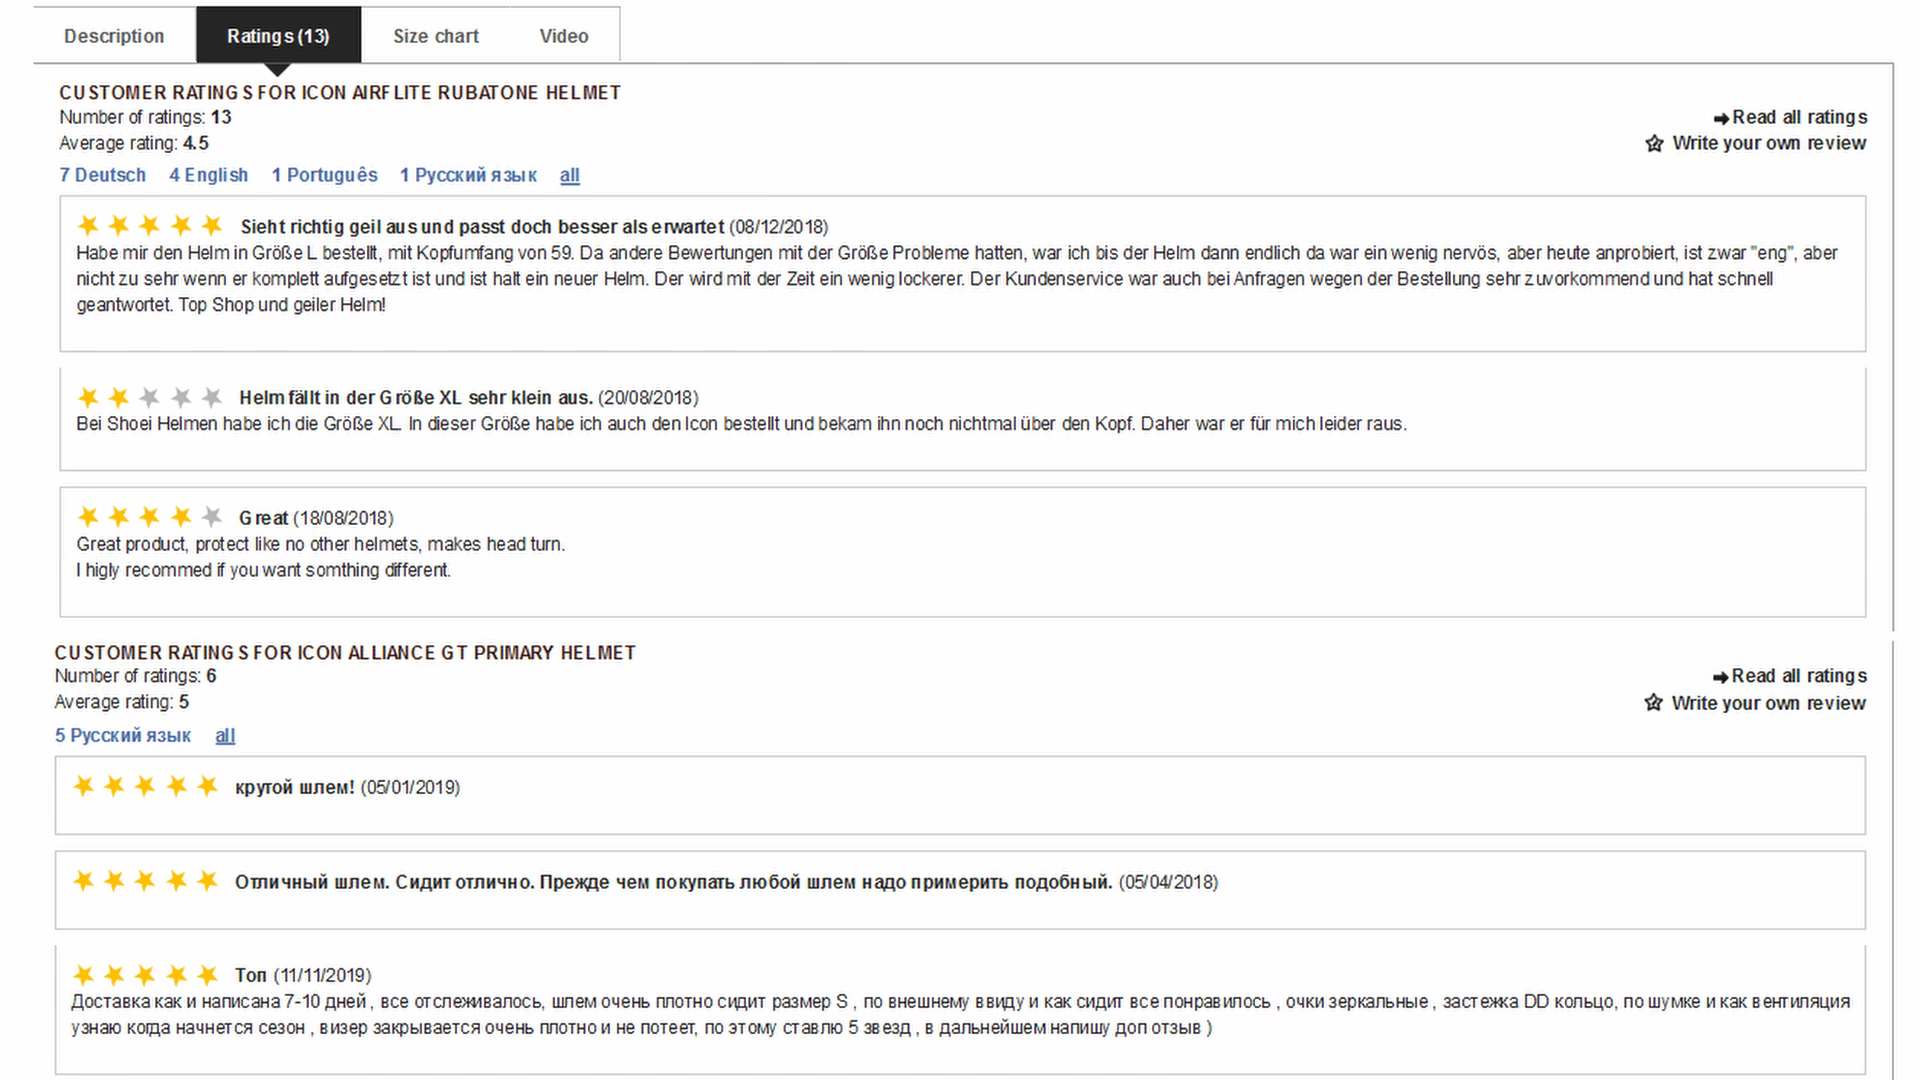 Description Ratings (13) Size chart Video
CUSTOMER RATINGS FOR ICON AIRFLITE RUBATONE HELMET
Number of ratings: 13
Read all ratings
Average rating: 4.5
Write your own review
7 Deutsch 4 English 1 Português 1 Русский язык all
Sieht richtig geil aus und passt doch besser als erwartet (08/12/2018)
Habe mir den Helm in Größe L bestellt, mit Kopfumfang von 59. Da andere Bewertungen mit der Größe Probleme hatten, war ich bis der Helm dann endlich da war ein wenig nervös, aber heute anprobiert, ist zwar "eng", aber
nicht zu sehr wenn er komplett aufgesetzt ist und ist halt ein neuer Helm. Der wird mit der Zeit ein wenig lockerer. Der Kundenservice war auch bei Anfragen wegen der Bestellung sehr zuvorkommend und hat schnell
geantwortet. Top Shop und geiler Helm!
Helm fällt in der Größe XL sehr klein aus. (20/08/2018)
Bei Shoei Helmen habe ich die Größe XL. In dieser Größe habe ich auch den Icon bestellt und bekam ihn noch nichtmal über den Kopf. Daher war er für mich leider raus.
Great (18/08/2018)
Great product, protect like no other helmets, makes head turn.
I higly recommed if you want somthing different.
CUSTOMER RATINGS FOR ICON ALLIANCE GT PRIMARY HELMET
Number of ratings: 6
Read all ratings
Average rating: 5
Write your own review
5 Русский язык all
крутой шлем! (05/01/2019)
Отличный шлем. Сидит отлично. Прежде чем покупать любой шлем надо примерить подобный. (05/04/2018)
Топ (11/11/2019)
Доставка как и написана 7-10 дней , все отслеживалось, шлем очень плотно сидит размер S , по внешнему ввиду и как сидит все понравилось , очки зеркальные , застежка DD кольцо, по шумке и как вентиляция
узнаю когда начнется сезон , визер закрывается очень плотно и не потеет, по этому ставлю 5 звезд , в дальнейшем напишу доп отзыв )